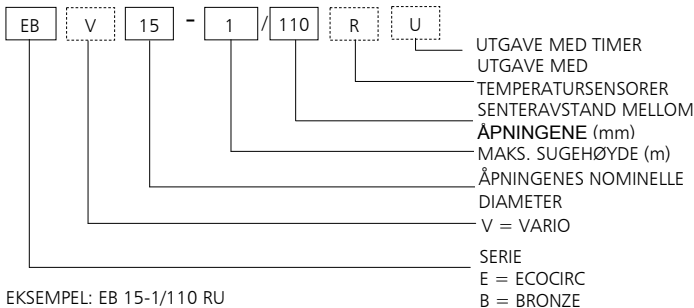 EB V 15 - 1 / 110 R U
UTGAVE MED TIMER
UTGAVE MED
TEMPERATURSENSORER
SENTERAVSTAND MELLOM
ÅPNINGENE (mm)
MAKS. SUGEHØYDE (m)
ÅPNINGENES NOMINELLE
DIAMETER
V = VARIO
SERIE
E = ECOCIRC
B = BRONZE
EKSEMPEL: EB 15-1/110 RU